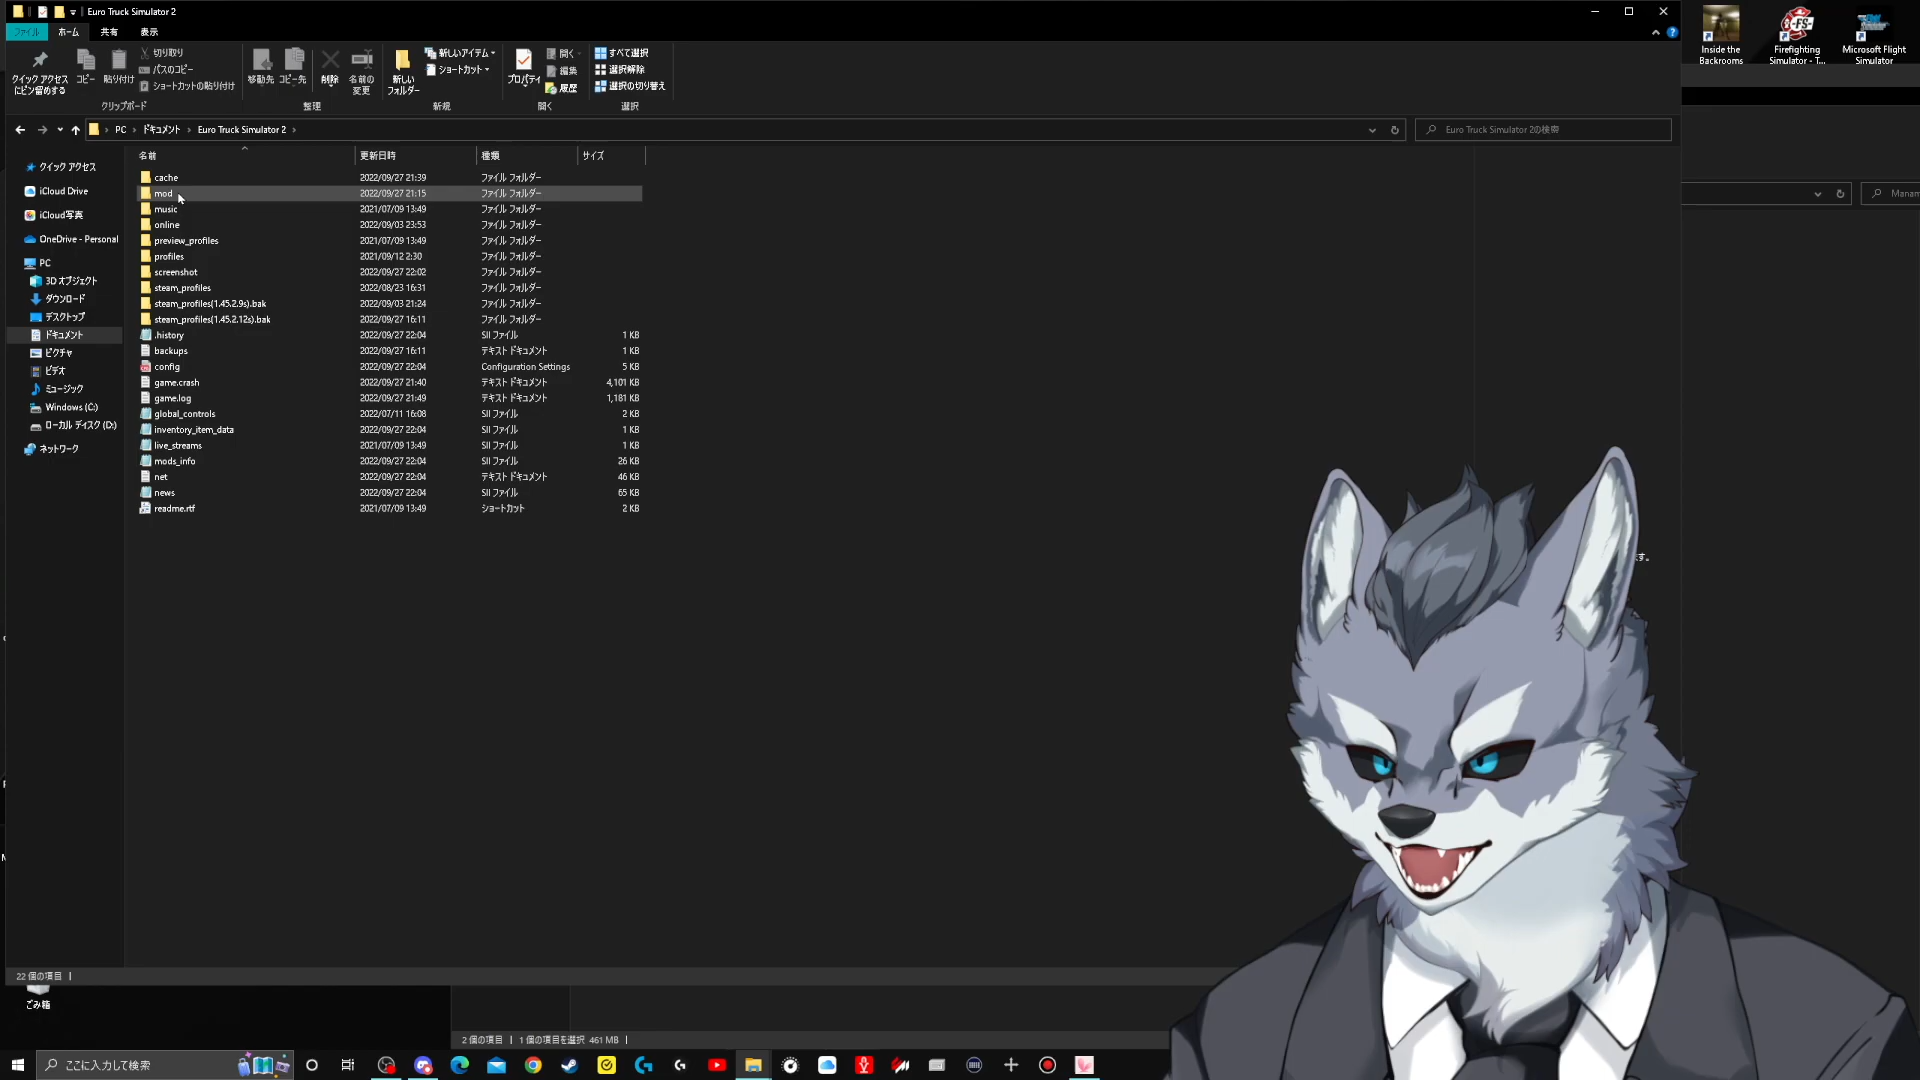 Euro Truck Simulator 2
ファイル ホーム 共有 表示
クイック アクセス
にピン留めする
コピー
貼り付け
切り取り
パスのコピー
ショートカットの貼り付け
クリップボード
移動先
コピー先
削除
名前の
変更
整理
新しい
フォルダー
新しいアイテム
ショートカット
新規
プロパティ
開く
編集
履歴
開く
すべて選択
選択解除
選択の切り替え
選択
PC › ドキュメント › Euro Truck Simulator 2 ›
Euro Truck Simulator 2の検索
クイック アクセス
iCloud Drive
iCloud写真
OneDrive - Personal
PC
3D オブジェクト
ダウンロード
デスクトップ
ドキュメント
ピクチャ
ビデオ
ミュージック
Windows (C:)
ローカル ディスク (D:)
ネットワーク
名前 更新日時 種類 サイズ
cache 2022/09/27 21:39 ファイル フォルダー
mod 2022/09/27 21:15 ファイル フォルダー
music 2021/07/09 13:49 ファイル フォルダー
online 2022/09/03 23:53 ファイル フォルダー
preview_profiles 2021/07/09 13:49 ファイル フォルダー
profiles 2021/09/12 2:30 ファイル フォルダー
screenshot 2022/09/27 22:02 ファイル フォルダー
steam_profiles 2022/08/23 16:31 ファイル フォルダー
steam_profiles(1.45.2.9s).bak 2022/09/03 21:24 ファイル フォルダー
steam_profiles(1.45.2.12s).bak 2022/09/27 16:11 ファイル フォルダー
.history 2022/09/27 22:04 SII ファイル 1 KB
backups 2022/09/27 16:11 テキスト ドキュメント 1 KB
config 2022/09/27 22:04 Configuration Settings 5 KB
game.crash 2022/09/27 21:40 テキスト ドキュメント 4,101 KB
game.log 2022/09/27 21:49 テキスト ドキュメント 1,181 KB
global_controls 2022/07/11 16:08 SII ファイル 2 KB
inventory_item_data 2022/09/27 22:04 SII ファイル 1 KB
live_streams 2021/07/09 13:49 SII ファイル 1 KB
mods_info 2022/09/27 22:04 SII ファイル 26 KB
net 2022/09/27 22:04 テキスト ドキュメント 46 KB
news 2022/09/27 22:04 SII ファイル 65 KB
readme.rtf 2021/07/09 13:49 ショートカット 2 KB
22 個の項目
ごみ箱
2 個の項目 1 個の項目を選択 461 MB
ここに入力して検索
Inside the
Backrooms
Firefighting
Simulator - T...
Microsoft Flight
Simulator
ます。